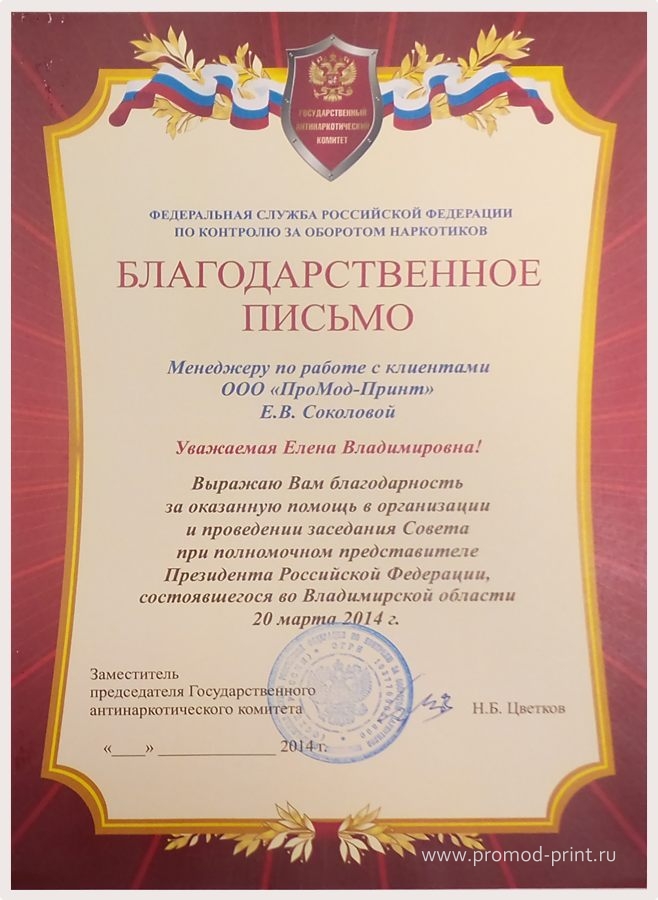 ГОСУДАРСТВЕННЫЙ
АНТИНАРКОТИЧЕСКИЙ
КОМИТЕТ
ФЕДЕРАЛЬНАЯ СЛУЖБА РОССИЙСКОЙ ФЕДЕРАЦИИ
ПО КОНТРОЛЮ ЗА ОБОРОТОМ НАРКОТИКОВ
БЛАГОДАРСТВЕННОЕ
ПИСЬМО
Менеджеру по работе с клиентами
ООО «ПроМод-Принт»
Е.В. Соколовой
Уважаемая Елена Владимировна!
Выражаю Вам благодарность
за оказанную помощь в организации
и проведении заседания Совета
при полномочном представителе
Президента Российской Федерации,
состоявшегося во Владимирской области
20 марта 2014 г.
Заместитель
председателя Государственного
антинаркотического комитета
Н.Б. Цветков
«____» ______________ 2014 г.
www.promod-print.ru